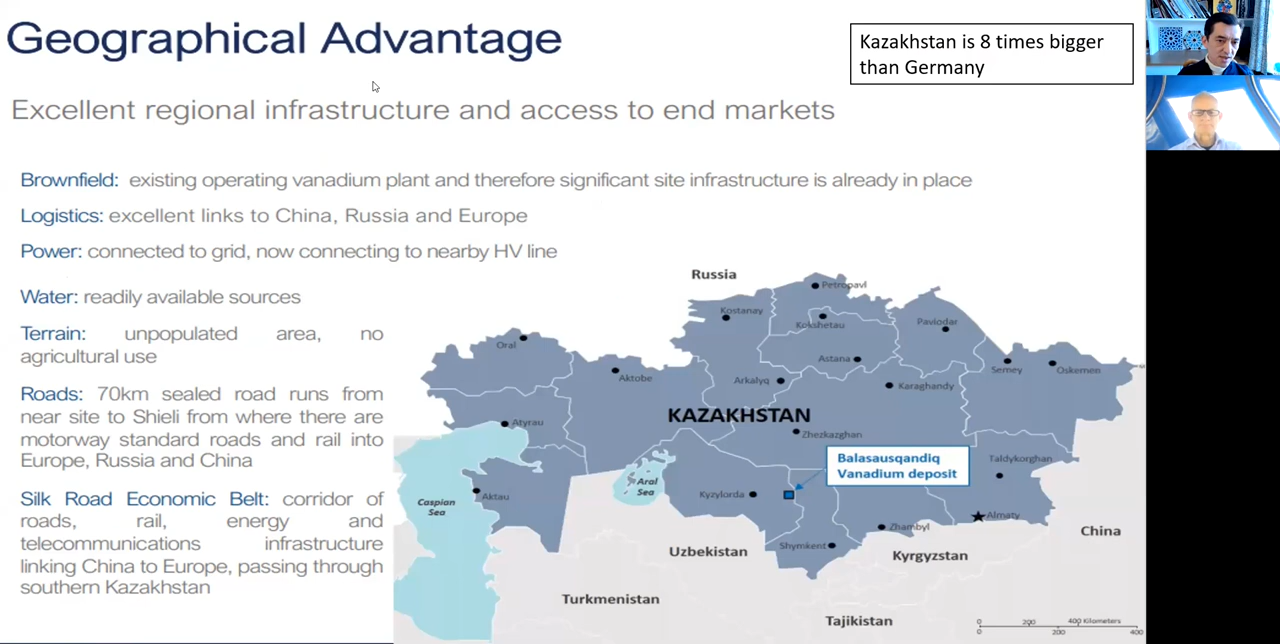 Geographical Advantage
Kazakhstan is 8 times bigger
than Germany
Excellent regional infrastructure and access to end markets
Brownfield: existing operating vanadium plant and therefore significant site infrastructure is already in place
Logistics: excellent links to China, Russia and Europe
Power: connected to grid, now connecting to nearby HV line
Water: readily available sources
Terrain: unpopulated area, no
agricultural use
Roads: 70km sealed road runs from
near site to Shieli from where there are
motorway standard roads and rail into
Europe, Russia and China
Silk Road Economic Belt: corridor of
roads, rail, energy and
telecommunications infrastructure
linking China to Europe, passing through
southern Kazakhstan
Russia
Petropavl
Kostanay
Kokshetau
Pavlodar
Oral
Astana
Semey
Oskemen
Aktobe
Arkalyq
Karaghandy
KAZAKHSTAN
Atyrau
Zhezkazghan
Balasausqandiq
Vanadium deposit
Taldykorghan
Aral
Sea
Kyzylorda
Aktau
Caspian
Sea
Almaty
Zhambyl
China
Shymkent
Uzbekistan
Kyrgyzstan
Turkmenistan
Tajikistan
0 200 400 Kilometers
0 200 400